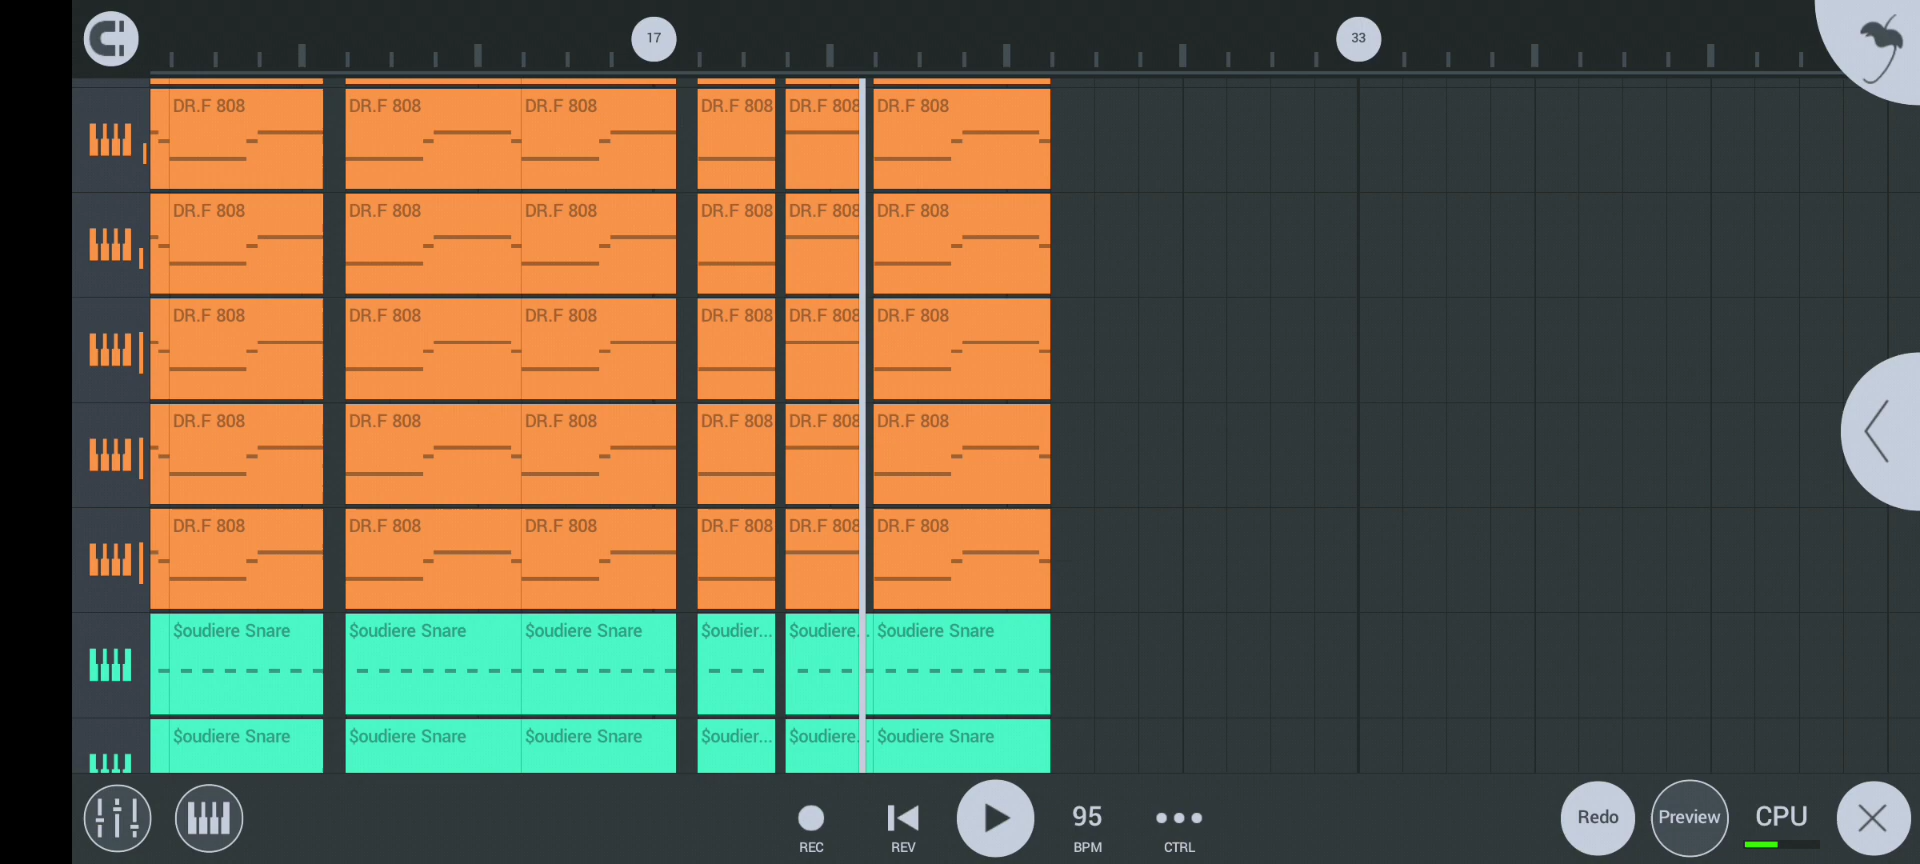 17
33
DR.F 808 DR.F 808 DR.F 808 DR.F 808 DR.F 808 DR.F 808
DR.F 808 DR.F 808 DR.F 808 DR.F 808 DR.F 808 DR.F 808
DR.F 808 DR.F 808 DR.F 808 DR.F 808 DR.F 808 DR.F 808
DR.F 808 DR.F 808 DR.F 808 DR.F 808 DR.F 808 DR.F 808
DR.F 808 DR.F 808 DR.F 808 DR.F 808 DR.F 808 DR.F 808
$oudiere Snare $oudiere Snare $oudiere Snare $oudier... $oudiere... $oudiere Snare
$oudiere Snare $oudiere Snare $oudiere Snare $oudier... $oudiere... $oudiere Snare
REC
REV
95
BPM
CTRL
Redo
Preview
CPU